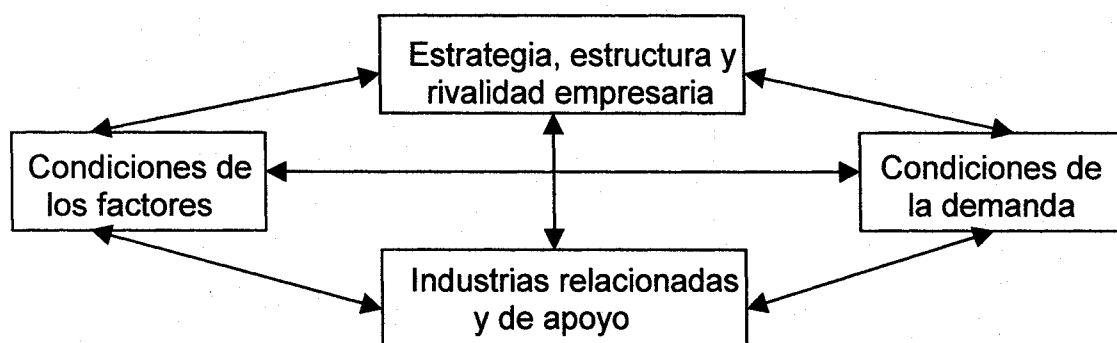 Estrategia, estructura y
rivalidad empresaria
Condiciones de
los factores
Condiciones de
la demanda
Industrias relacionadas
y de apoyo